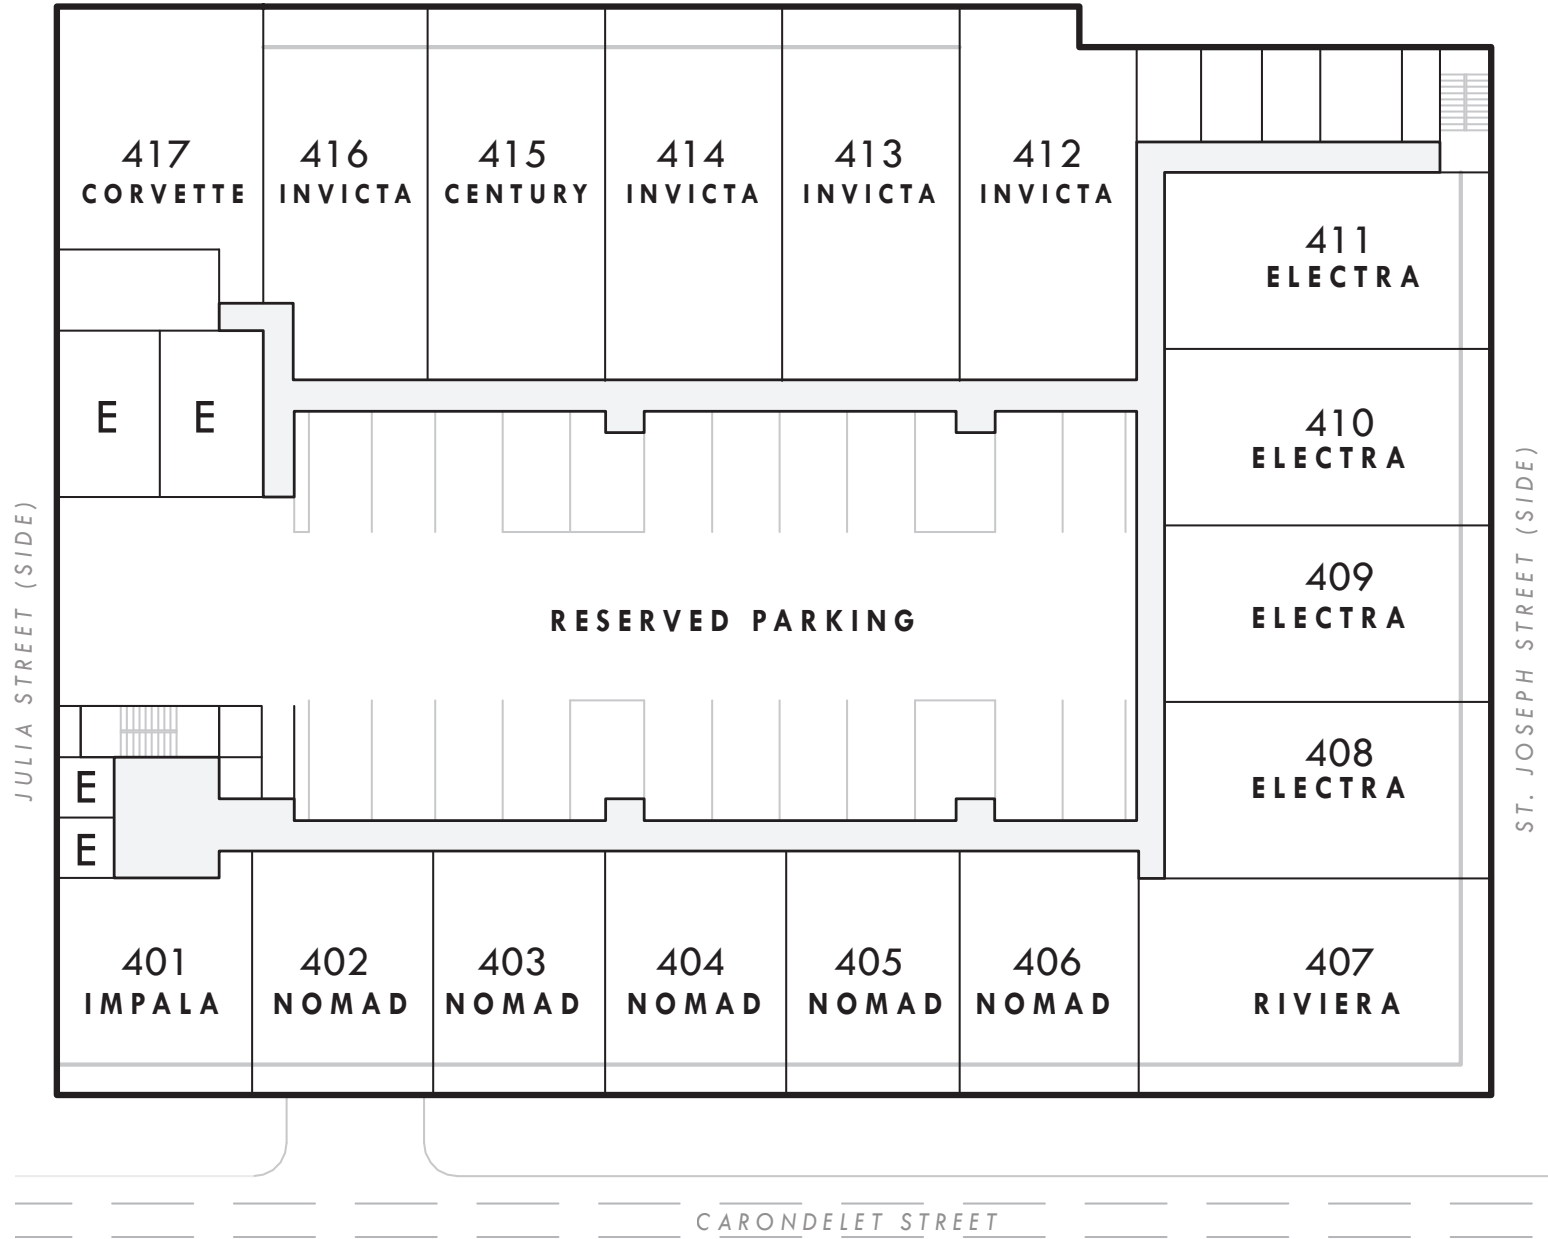 417
CORVETTE
416
INVICTA
415
CENTURY
414
INVICTA
413
INVICTA
412
INVICTA
411
ELECTRA
410
ELECTRA
409
ELECTRA
408
ELECTRA
E
E
RESERVED PARKING
E
E
401
IMPALA
402
NOMAD
403
NOMAD
404
NOMAD
405
NOMAD
406
NOMAD
407
RIVIERA
JULIA STREET (SIDE)
ST. JOSEPH STREET (SIDE)
CARONDELET STREET